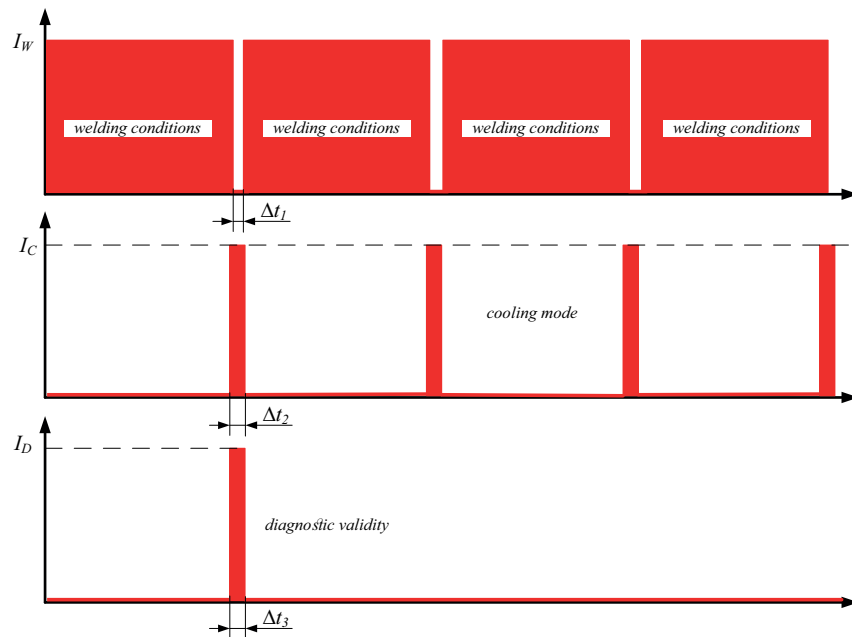 I_W
welding conditions welding conditions welding conditions welding conditions
Δt_1
I_C
cooling mode
Δt_2
I_D
diagnostic validity
Δt_3